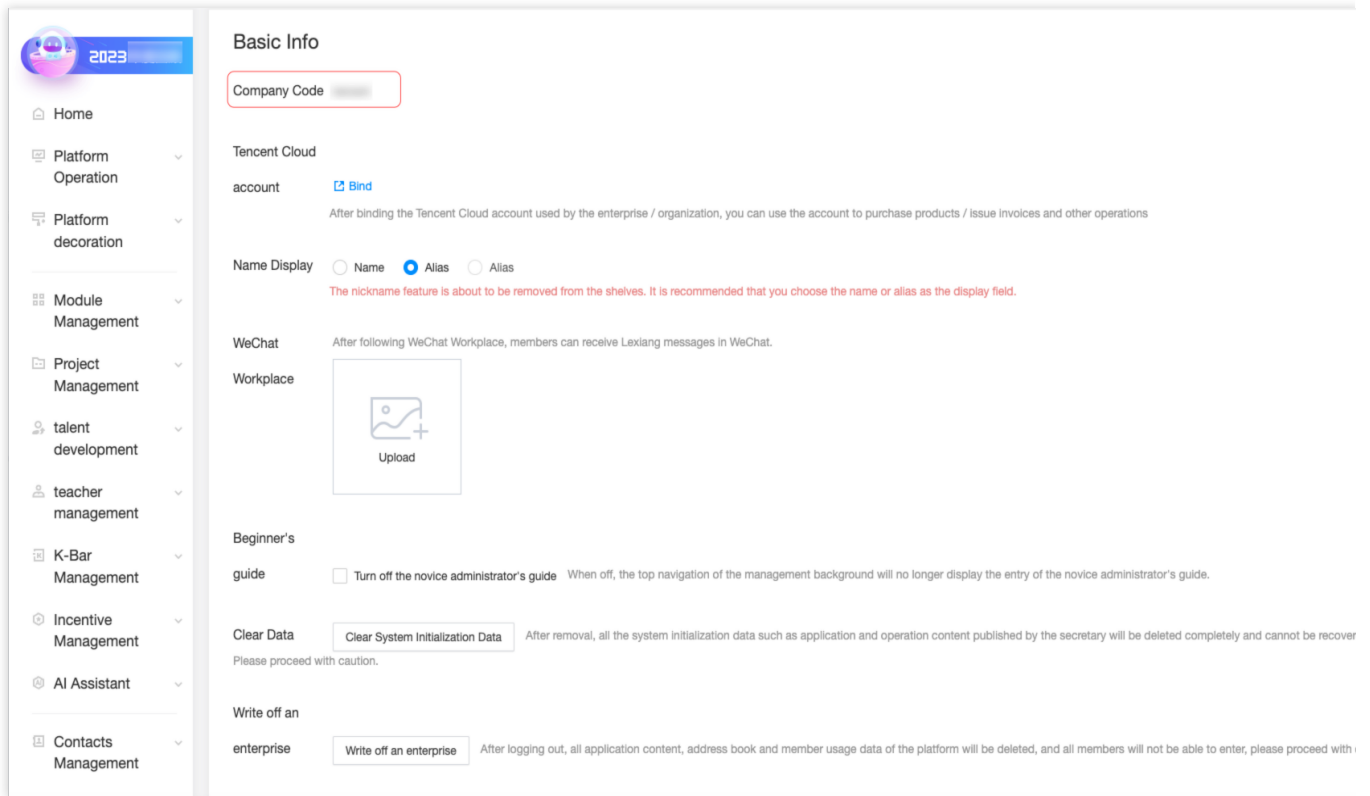 2023
Home
Platform
Operation
Platform
decoration
Module
Management
Project
Management
talent
development
teacher
management
K-Bar
Management
Incentive
Management
AI Assistant
Contacts
Management
Basic Info
Company Code
Tencent Cloud
account
Bind
After binding the Tencent Cloud account used by the enterprise / organization, you can use the account to purchase products / issue invoices and other operations
Name Display Name Alias Alias
The nickname feature is about to be removed from the shelves. It is recommended that you choose the name or alias as the display field.
WeChat
Workplace
After following WeChat Workplace, members can receive Lexiang messages in WeChat.
Upload
Beginner's
guide
Turn off the novice administrator's guide When off, the top navigation of the management background will no longer display the entry of the novice administrator's guide.
Clear Data Clear System Initialization Data After removal, all the system initialization data such as application and operation content published by the secretary will be deleted completely and cannot be recover
Please proceed with caution.
Write off an
enterprise
Write off an enterprise After logging out, all application content, address book and member usage data of the platform will be deleted, and all members will not be able to enter, please proceed with